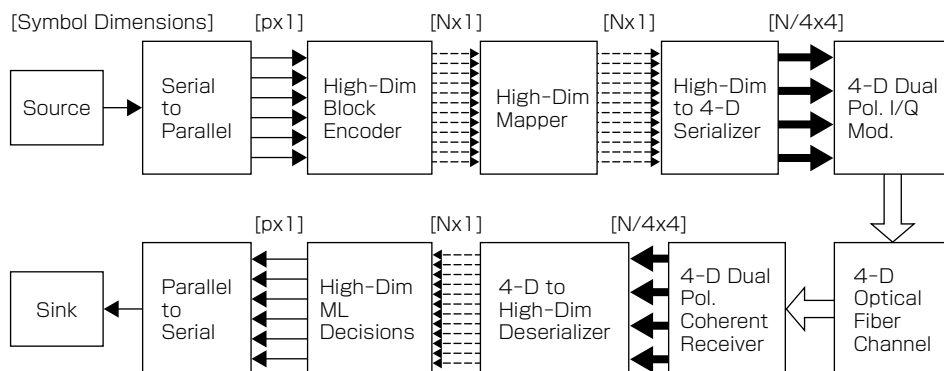 [Symbol Dimensions] [px1] [Nx1] [Nx1] [N/4x4]
Source
Serial
to
Parallel
High-Dim
Block
Encoder
High-Dim
Mapper
High-Dim
to 4-D
Serializer
4-D Dual
Pol. I/Q
Mod.
[px1] [Nx1] [N/4x4]
Sink
Parallel
to
Serial
High-Dim
ML
Decisions
4-D to
High-Dim
Deserializer
4-D Dual
Pol.
Coherent
Receiver
4-D
Optical
Fiber
Channel